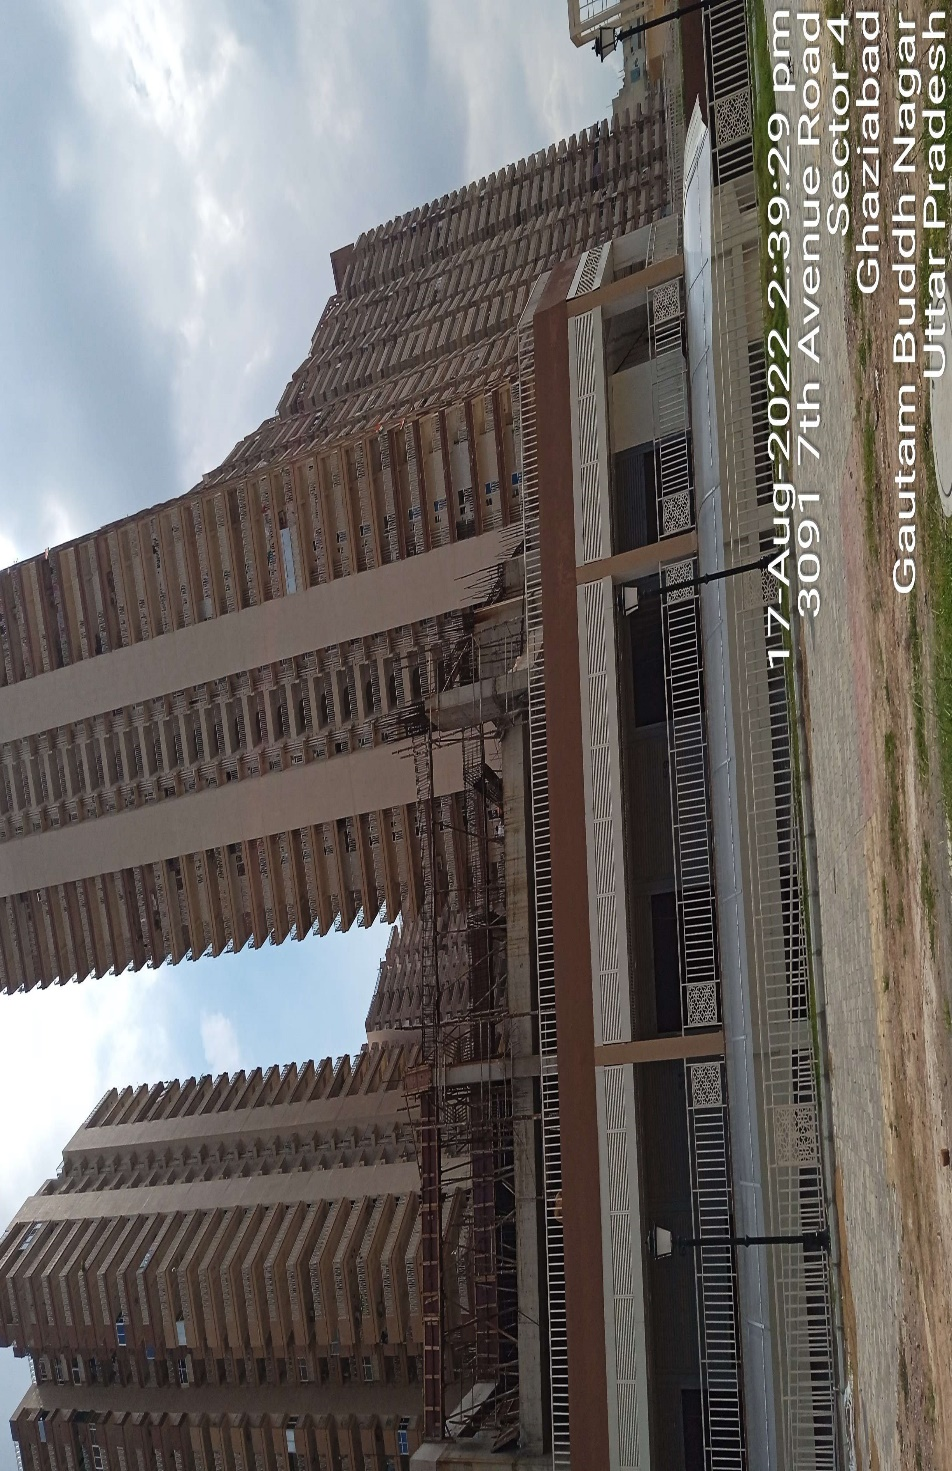 17-Aug-2022 2:39:29 pm
3091 7th Avenue Road
Sector 4
Ghaziabad
Gautam Buddh Nagar
Uttar Pradesh